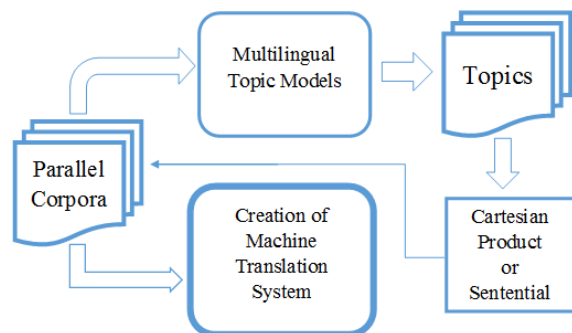 Multilingual
Topic Models
Topics
Parallel
Corpora
Creation of
Machine
Translation
System
Cartesian
Product
or
Sentential